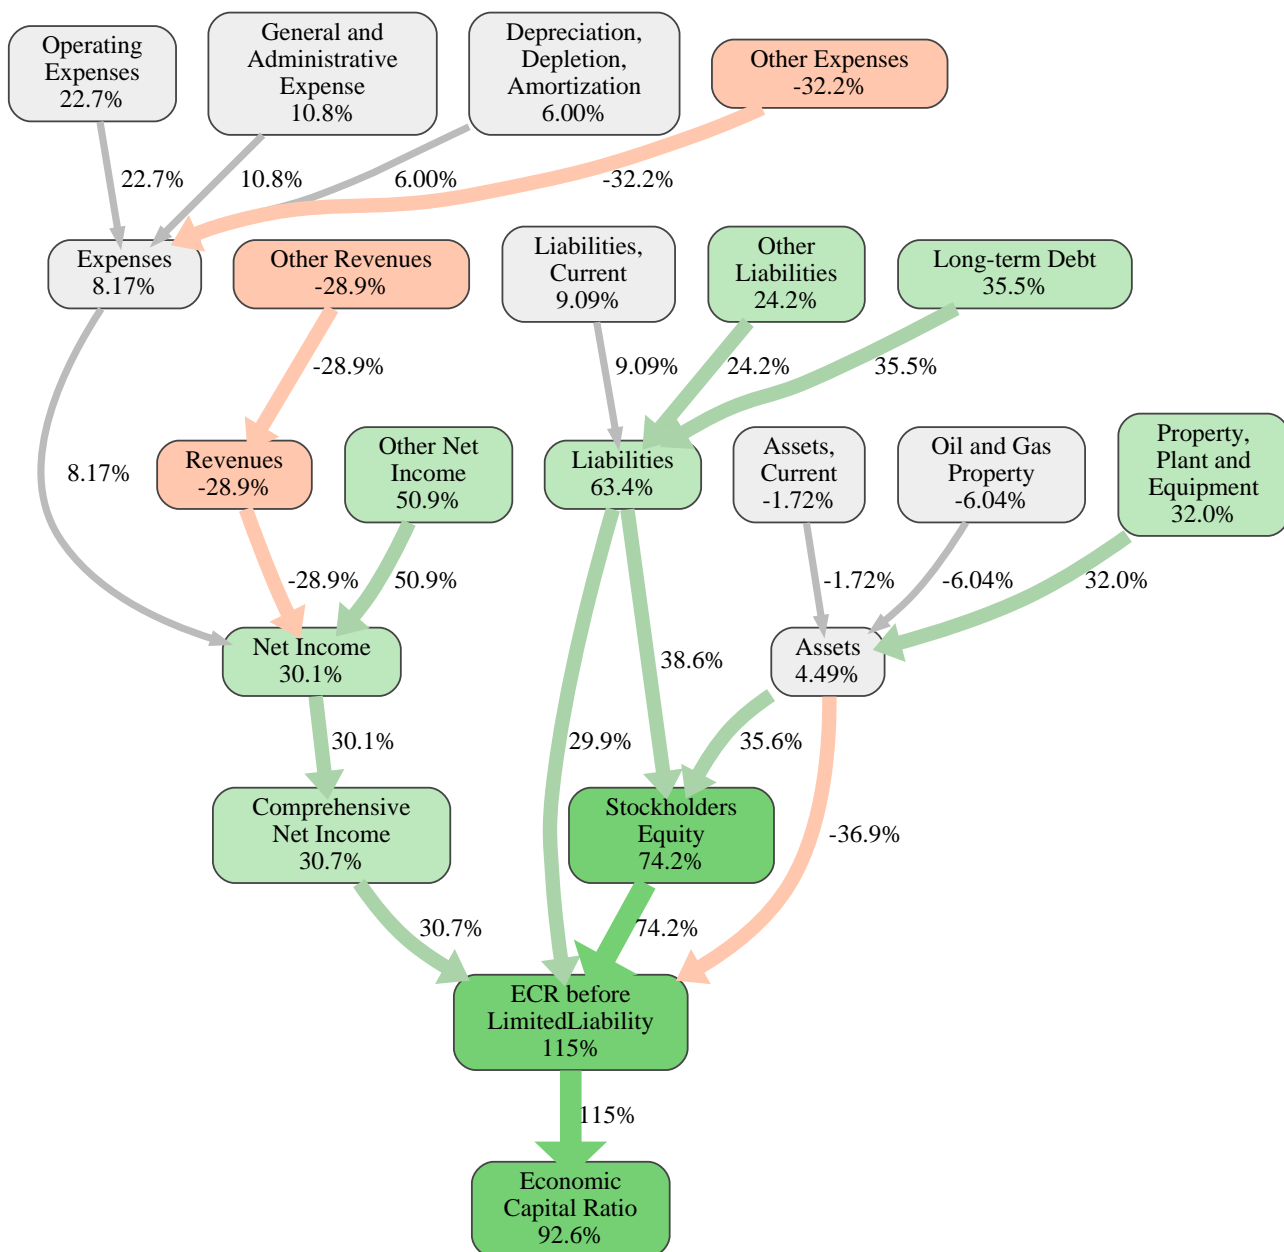 Operating
Expenses
22.7%
General and
Administrative
Expense
10.8%
Depreciation,
Depletion,
Amortization
6.00%
Other Expenses
-32.2%
22.7%
10.8%
6.00%
-32.2%
Expenses
8.17%
Other Revenues
-28.9%
Liabilities,
Current
9.09%
Other
Liabilities
24.2%
Long-term Debt
35.5%
-28.9%
9.09%
24.2%
35.5%
8.17%
Revenues
-28.9%
Other Net
Income
50.9%
Liabilities
63.4%
Assets,
Current
-1.72%
Oil and Gas
Property
-6.04%
Property,
Plant and
Equipment
32.0%
-28.9%
50.9%
-1.72%
-6.04%
32.0%
Net Income
30.1%
38.6%
Assets
4.49%
30.1%
29.9%
35.6%
Comprehensive
Net Income
30.7%
Stockholders
Equity
74.2%
-36.9%
30.7%
74.2%
ECR before
LimitedLiability
115%
115%
Economic
Capital Ratio
92.6%